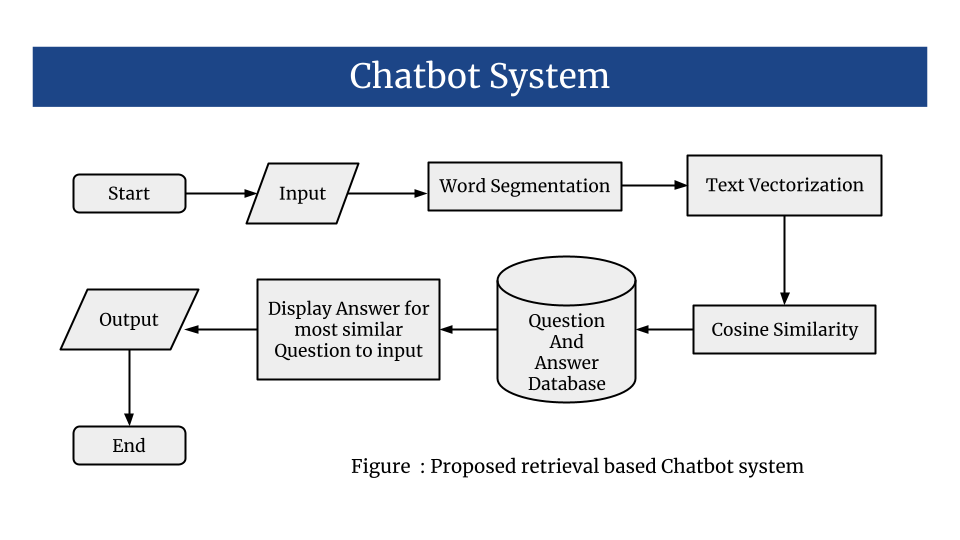 Chatbot System
Start
Input
Word Segmentation
Text Vectorization
Cosine Similarity
Question
And
Answer
Database
Display Answer for
most similar
Question to input
Output
End
Figure : Proposed retrieval based Chatbot system